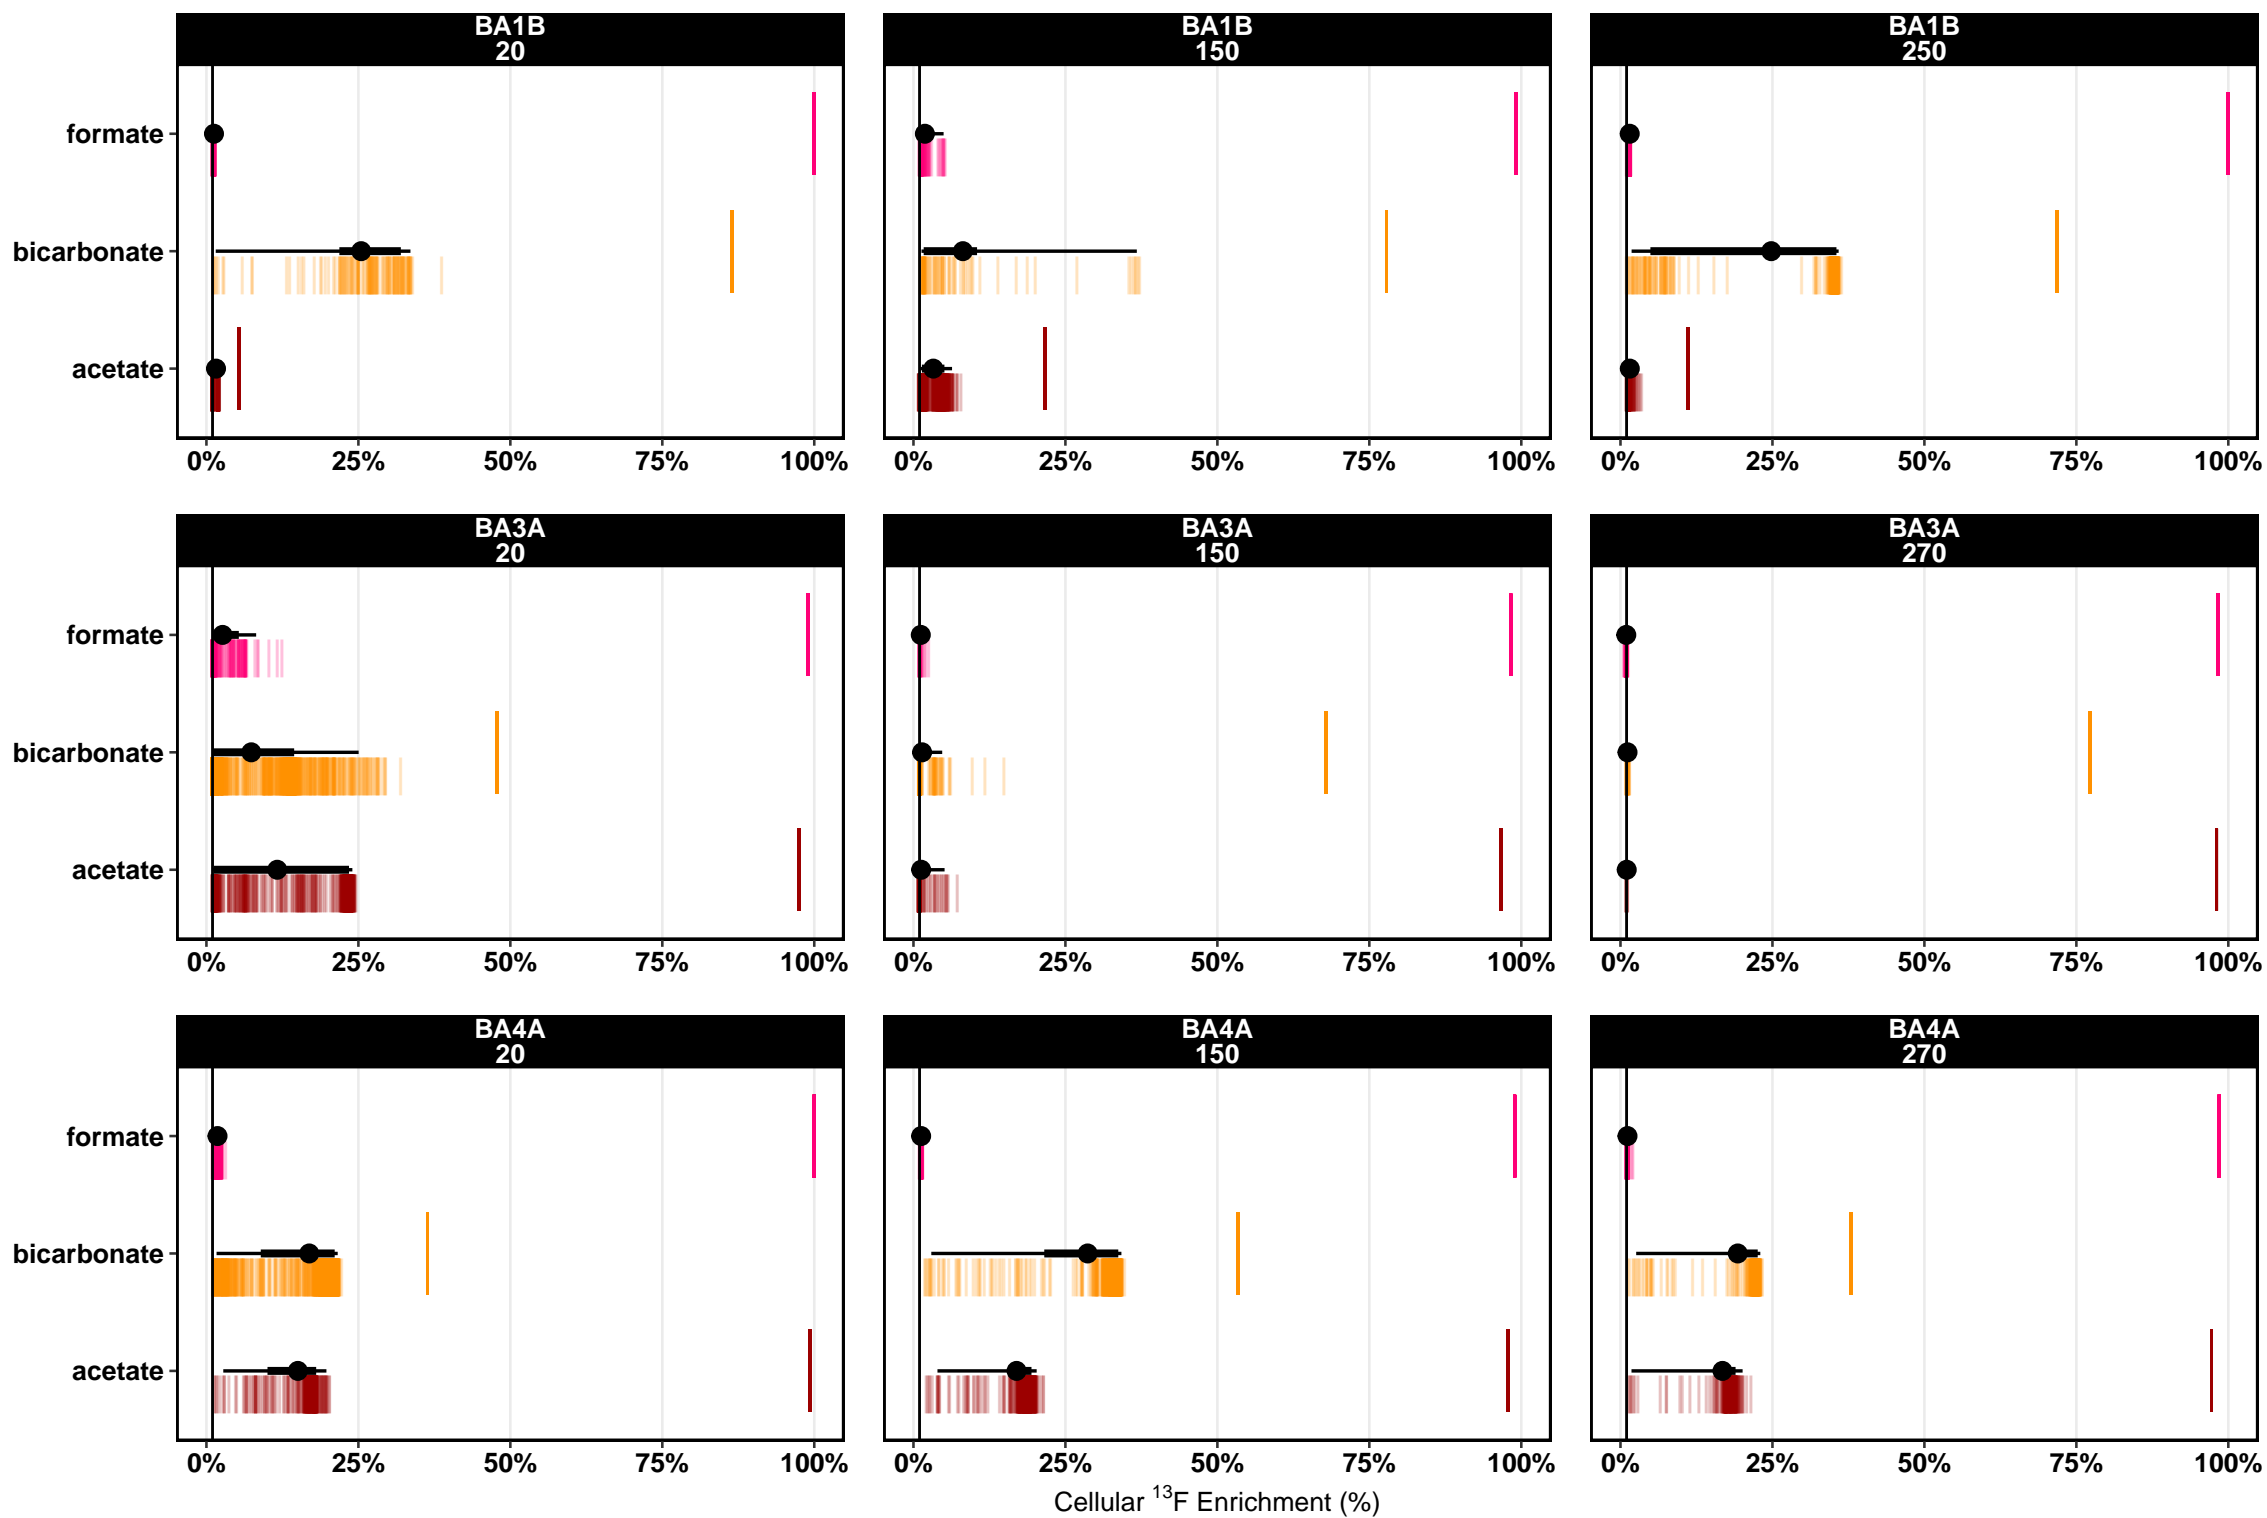 BA1B
20
BA1B
150
BA1B
250
formate
bicarbonate
acetate
0% 25% 50% 75% 100%
0% 25% 50% 75% 100%
0% 25% 50% 75% 100%
BA3A
20
BA3A
150
BA3A
270
formate
bicarbonate
acetate
0% 25% 50% 75% 100%
0% 25% 50% 75% 100%
0% 25% 50% 75% 100%
BA4A
20
BA4A
150
BA4A
270
formate
bicarbonate
acetate
0% 25% 50% 75% 100%
0% 25% 50% 75% 100%
0% 25% 50% 75% 100%
Cellular ¹³F Enrichment (%)